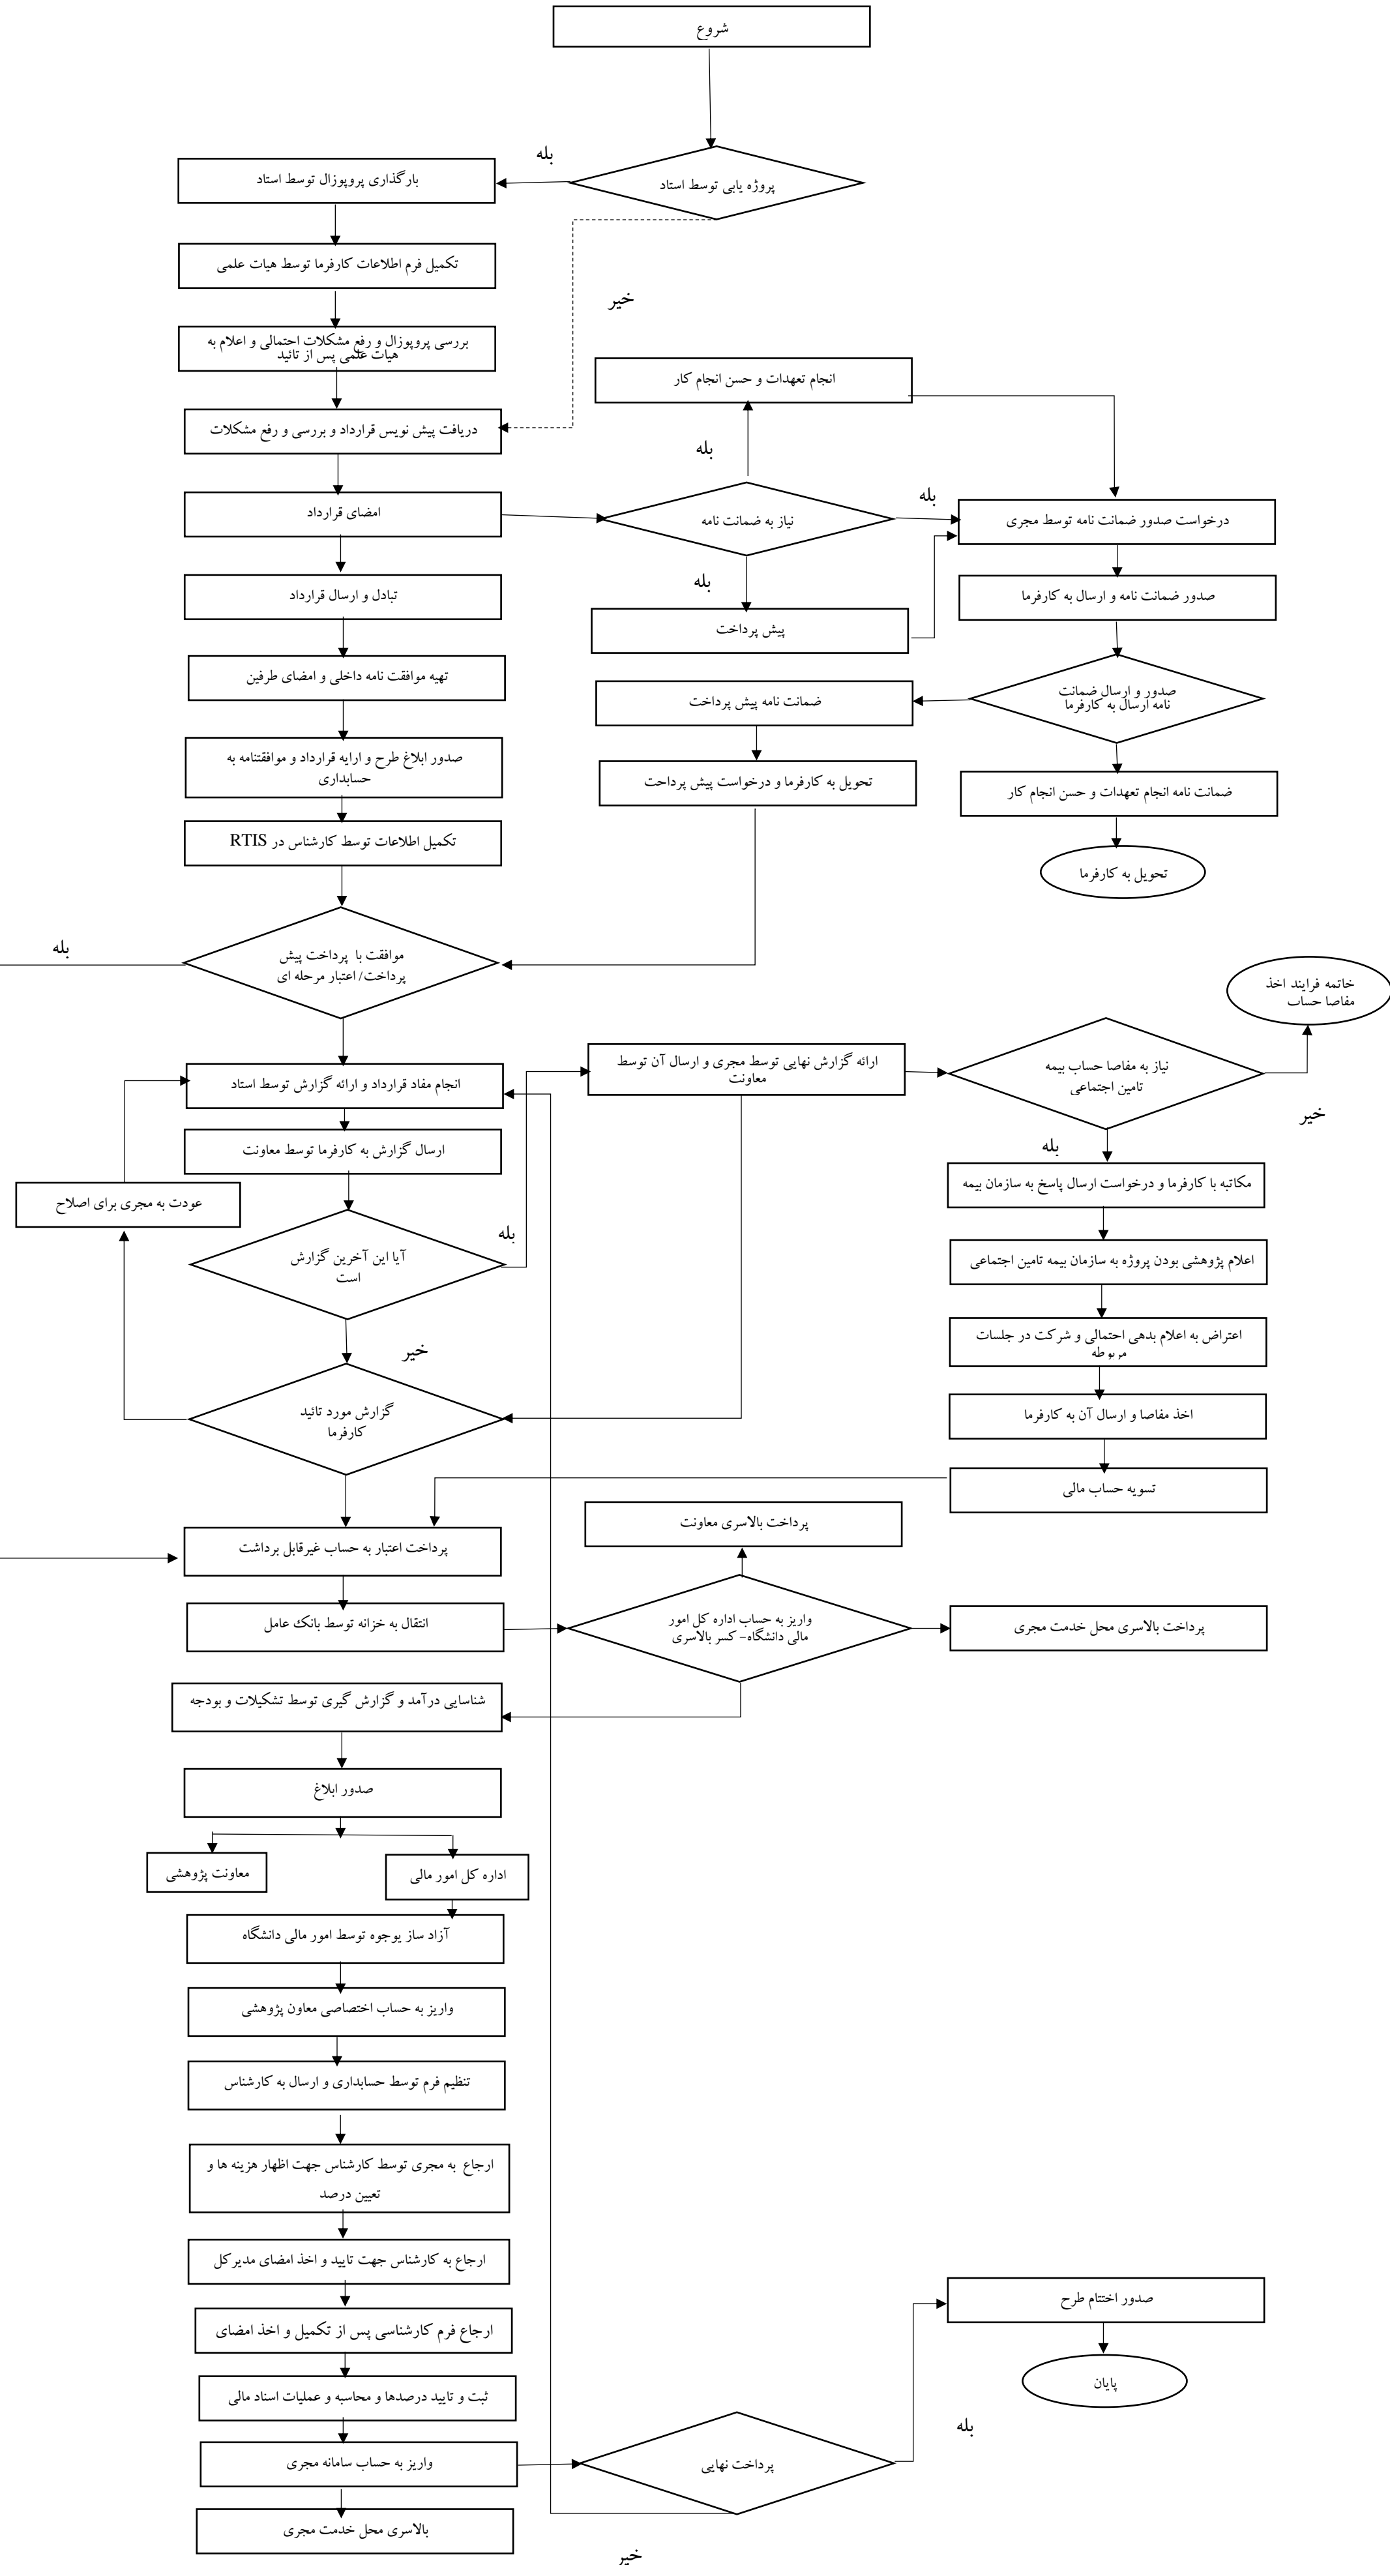 شروع
پروژه یابی توسط استاد
بله
بارگذاری پروپوزال توسط استاد
تکمیل فرم اطلاعات کارفرما توسط هیات علمی
خیر
بررسی پروپوزال و رفع مشکلات احتمالی و اعلام به
هیات علمی پس از تائید
دریافت پیش نویس قرارداد و بررسی و رفع مشکلات
انجام تعهدات و حسن انجام کار
بله
امضای قرارداد
نیاز به ضمانت نامه
بله
درخواست صدور ضمانت نامه توسط مجری
بله
تبادل و ارسال قرارداد
پیش پرداخت
صدور ضمانت نامه و ارسال به کارفرما
تهیه موافقت نامه داخلی و امضای طرفین
ضمانت نامه پیش پرداخت
صدور و ارسال ضمانت
نامه ارسال به کارفرما
صدور ابلاغ طرح و ارایه قرارداد و موافقتنامه به
حسابداری
تحویل به کارفرما و درخواست پیش پرداحت
ضمانت نامه انجام تعهدات و حسن انجام کار
تکمیل اطلاعات توسط کارشناس در RTIS
تحویل به کارفرما
بله
موافقت با پرداخت پیش
پرداخت/ اعتبار مرحله ای
خاتمه فرایند اخذ
مفاصا حساب
انجام مفاد قرارداد و ارائه گزارش توسط استاد
ارائه گزارش نهایی توسط مجری و ارسال آن توسط
معاونت
نیاز به مفاصا حساب بیمه
تامین اجتماعی
خیر
بله
ارسال گزارش به کارفرما توسط معاونت
عودت به مجری برای اصلاح
مکاتبه با کارفرما و درخواست ارسال پاسخ به سازمان بیمه
آیا این آخرین گزارش
است
بله
اعلام پژوهشی بودن پروژه به سازمان بیمه تامین اجتماعی
خیر
اعتراض به اعلام بدهی احتمالی و شرکت در جلسات
مربوطه
گزارش مورد تائید
کارفرما
اخذ مفاصا و ارسال آن به کارفرما
تسویه حساب مالی
پرداخت اعتبار به حساب غیرقابل برداشت
پرداخت بالاسری معاونت
انتقال به خزانه توسط بانک عامل
واریز به حساب اداره کل امور
مالی دانشگاه- کسر بالاسری
پرداخت بالاسری محل خدمت مجری
شناسایی درآمد و گزارش گیری توسط تشکیلات و بودجه
صدور ابلاغ
معاونت پژوهشی
اداره کل امور مالی
آزاد ساز یوجوه توسط امور مالی دانشگاه
واریز به حساب اختصاصی معاون پژوهشی
تنظیم فرم توسط حسابداری و ارسال به کارشناس
ارجاع به مجری توسط کارشناس جهت اظهار هزینه ها و
تعیین درصد
ارجاع به کارشناس جهت تایید و اخذ امضای مدیرکل
ارجاع فرم کارشناسی پس از تکمیل و اخذ امضای
ثبت و تایید درصدها و محاسبه و عملیات اسناد مالی
واریز به حساب سامانه مجری
پرداخت نهایی
بله
صدور اختتام طرح
پایان
بالاسری محل خدمت مجری
خیر